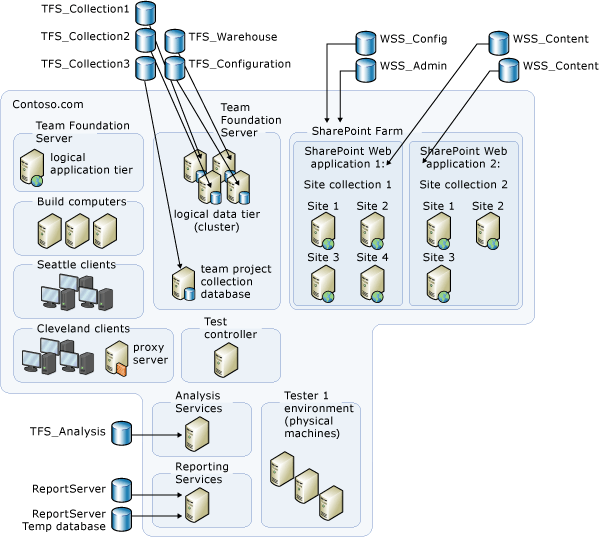 TFS_Collection1
TFS_Collection2
TFS_Collection3
TFS_Warehouse
TFS_Configuration
WSS_Config
WSS_Admin
WSS_Content
WSS_Content
Contoso.com
Team Foundation
Server
logical
application tier
Build computers
Seattle clients
Cleveland clients
proxy
server
Team
Foundation
Server
logical data tier
(cluster)
team project
collection
database
Test
controller
SharePoint Farm
SharePoint Web
application 1:
Site collection 1
Site 1
Site 2
Site 3
Site 4
SharePoint Web
application 2:
Site collection 2
Site 1
Site 2
Site 3
TFS_Analysis
Analysis
Services
ReportServer
ReportServer
Temp database
Reporting
Services
Tester 1
environment
(physical
machines)